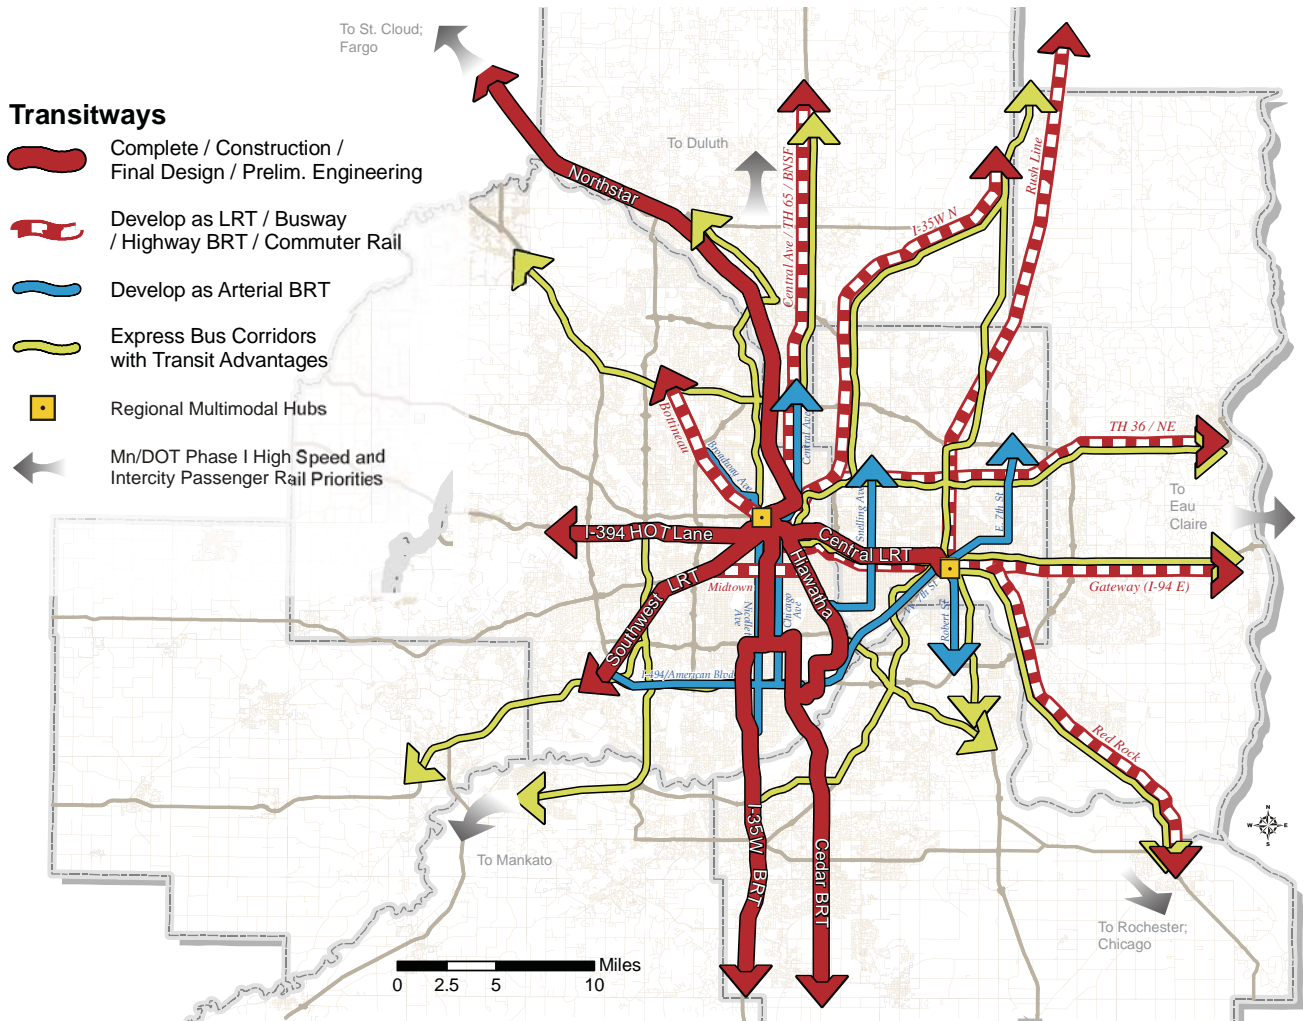 To St. Cloud;
Fargo
Transitways
Complete / Construction /
Final Design / Prelim. Engineering
Develop as LRT / Busway
/ Highway BRT / Commuter Rail
Develop as Arterial BRT
Express Bus Corridors
with Transit Advantages
Regional Multimodal Hubs
Mn/DOT Phase I High Speed and
Intercity Passenger Rail Priorities
To Duluth
Northstar
Central Ave / TH 65 / BNSF
I-35W N
Rush Line
Bottineau
Broadway Ave
Central Ave
TH 36 / NE
To
Eau
Claire
Snelling Ave
E. 7th St
I-394 HOT Lane
Central LRT
Hiawatha
Southwest LRT
Midtown
Nicollet
Ave
Chicago
Ave
W. 7th St
Robert St
Gateway (I-94 E)
I-494/American Blvd
Red Rock
I-35W BRT
Cedar BRT
To Mankato
To Rochester;
Chicago
N
W E
S
Miles
0 2.5 5 10